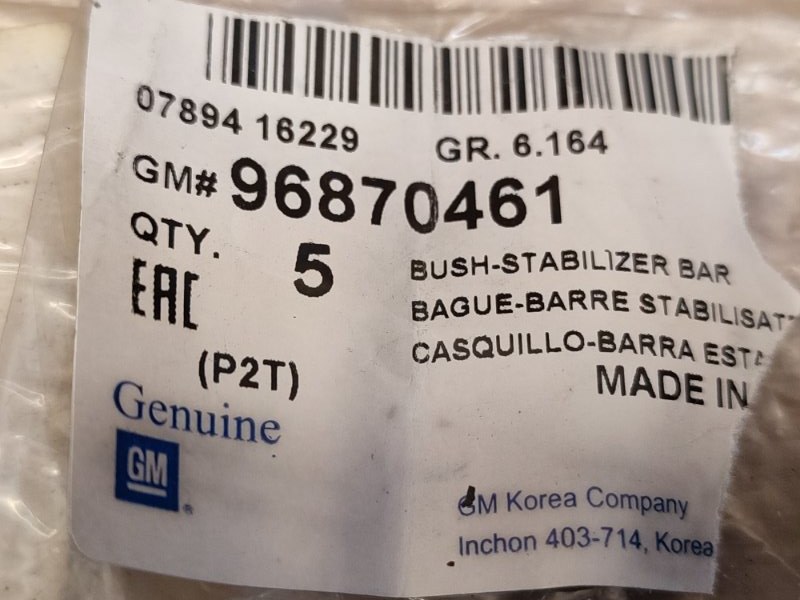 07894 16229
GR. 6.164
GM# 96870461
QTY. 5
EAC
BUSH-STABILIZER BAR
BAGUE-BARRE STABILISAT
CASQUILLO-BARRA ESTA
(P2T)
MADE IN
Genuine
GM
GM Korea Company
Inchon 403-714, Korea